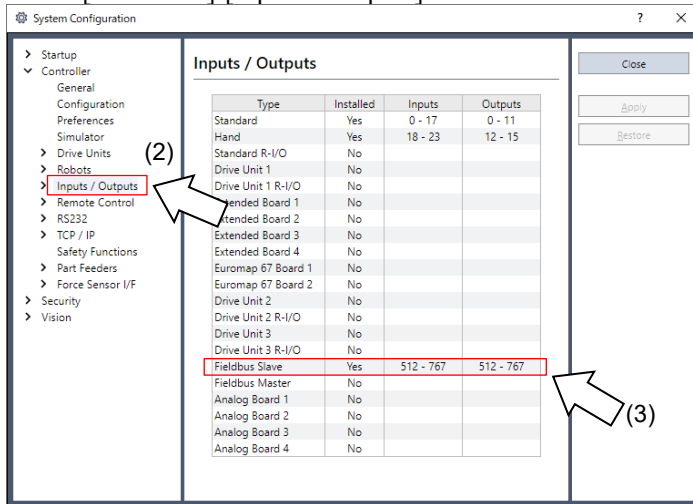 System Configuration ? ×
Startup
Controller
General
Configuration
Preferences
Simulator
Drive Units
(2)
Robots
Inputs / Outputs
Remote Control
RS232
TCP / IP
Safety Functions
Part Feeders
Force Sensor I/F
Security
Vision
Inputs / Outputs
Type Installed Inputs Outputs
Standard Yes 0 - 17 0 - 11
Hand Yes 18 - 23 12 - 15
Standard R-I/O No
Drive Unit 1 No
Drive Unit 1 R-I/O No
tended Board 1 No
tended Board 2 No
Extended Board 3 No
Extended Board 4 No
Euromap 67 Board 1 No
Euromap 67 Board 2 No
Drive Unit 2 No
Drive Unit 2 R-I/O No
Drive Unit 3 No
Drive Unit 3 R-I/O No
Fieldbus Slave Yes 512 - 767 512 - 767
Fieldbus Master No
Analog Board 1 No
Analog Board 2 No
Analog Board 3 No
Analog Board 4 No
(3)
Close
Apply
Restore